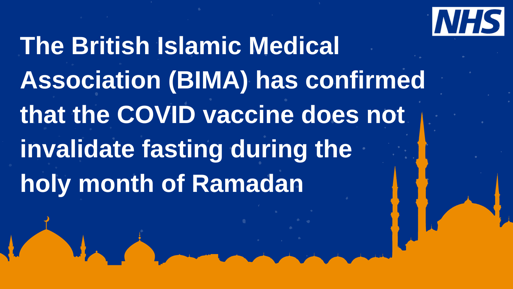 NHS
The British Islamic Medical
Association (BIMA) has confirmed
that the COVID vaccine does not
invalidate fasting during the
holy month of Ramadan